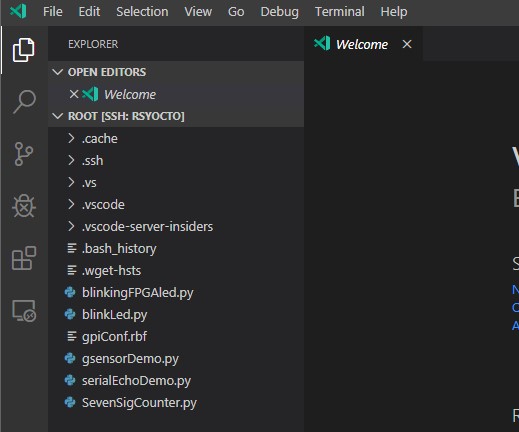 File Edit Selection View Go Debug Terminal Help
EXPLORER
Welcome
OPEN EDITORS
Welcome
ROOT [SSH: RSYOCTO]
.cache
.ssh
.vs
.vscode
.vscode-server-insiders
.bash_history
.wget-hsts
blinkingFPGAled.py
blinkLed.py
gpiConf.rbf
gsensorDemo.py
serialEchoDemo.py
SevenSigCounter.py